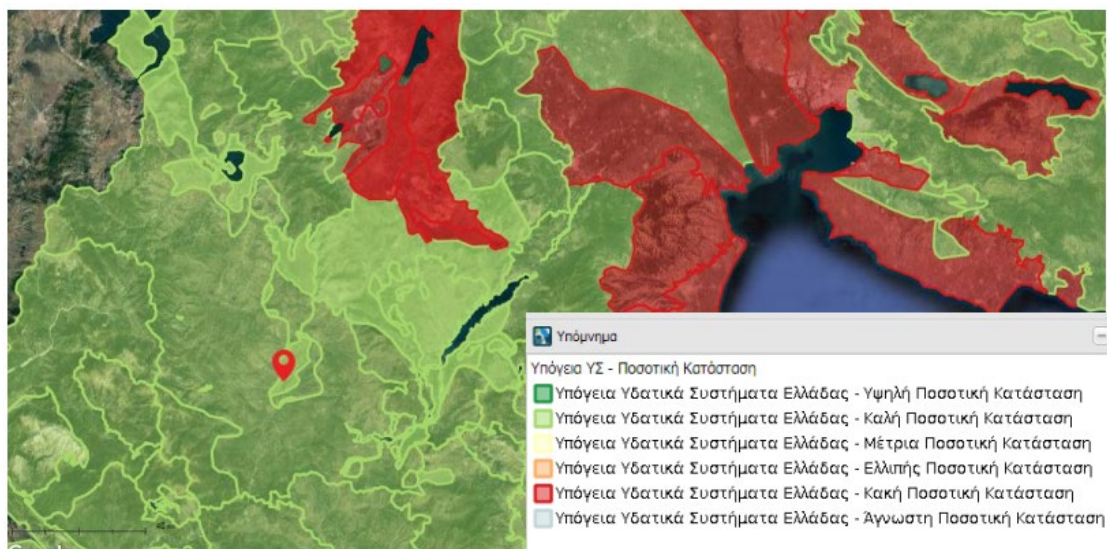 Υπόμνημα
Υπόγεια ΥΣ - Ποσοτική Κατάσταση
Υπόγεια Υδατικά Συστήματα Ελλάδας - Υψηλή Ποσοτική Κατάσταση
Υπόγεια Υδατικά Συστήματα Ελλάδας - Καλή Ποσοτική Κατάσταση
Υπόγεια Υδατικά Συστήματα Ελλάδας - Μέτρια Ποσοτική Κατάσταση
Υπόγεια Υδατικά Συστήματα Ελλάδας - Ελλιπής Ποσοτική Κατάσταση
Υπόγεια Υδατικά Συστήματα Ελλάδας - Κακή Ποσοτική Κατάσταση
Υπόγεια Υδατικά Συστήματα Ελλάδας - Άγνωστη Ποσοτική Κατάσταση